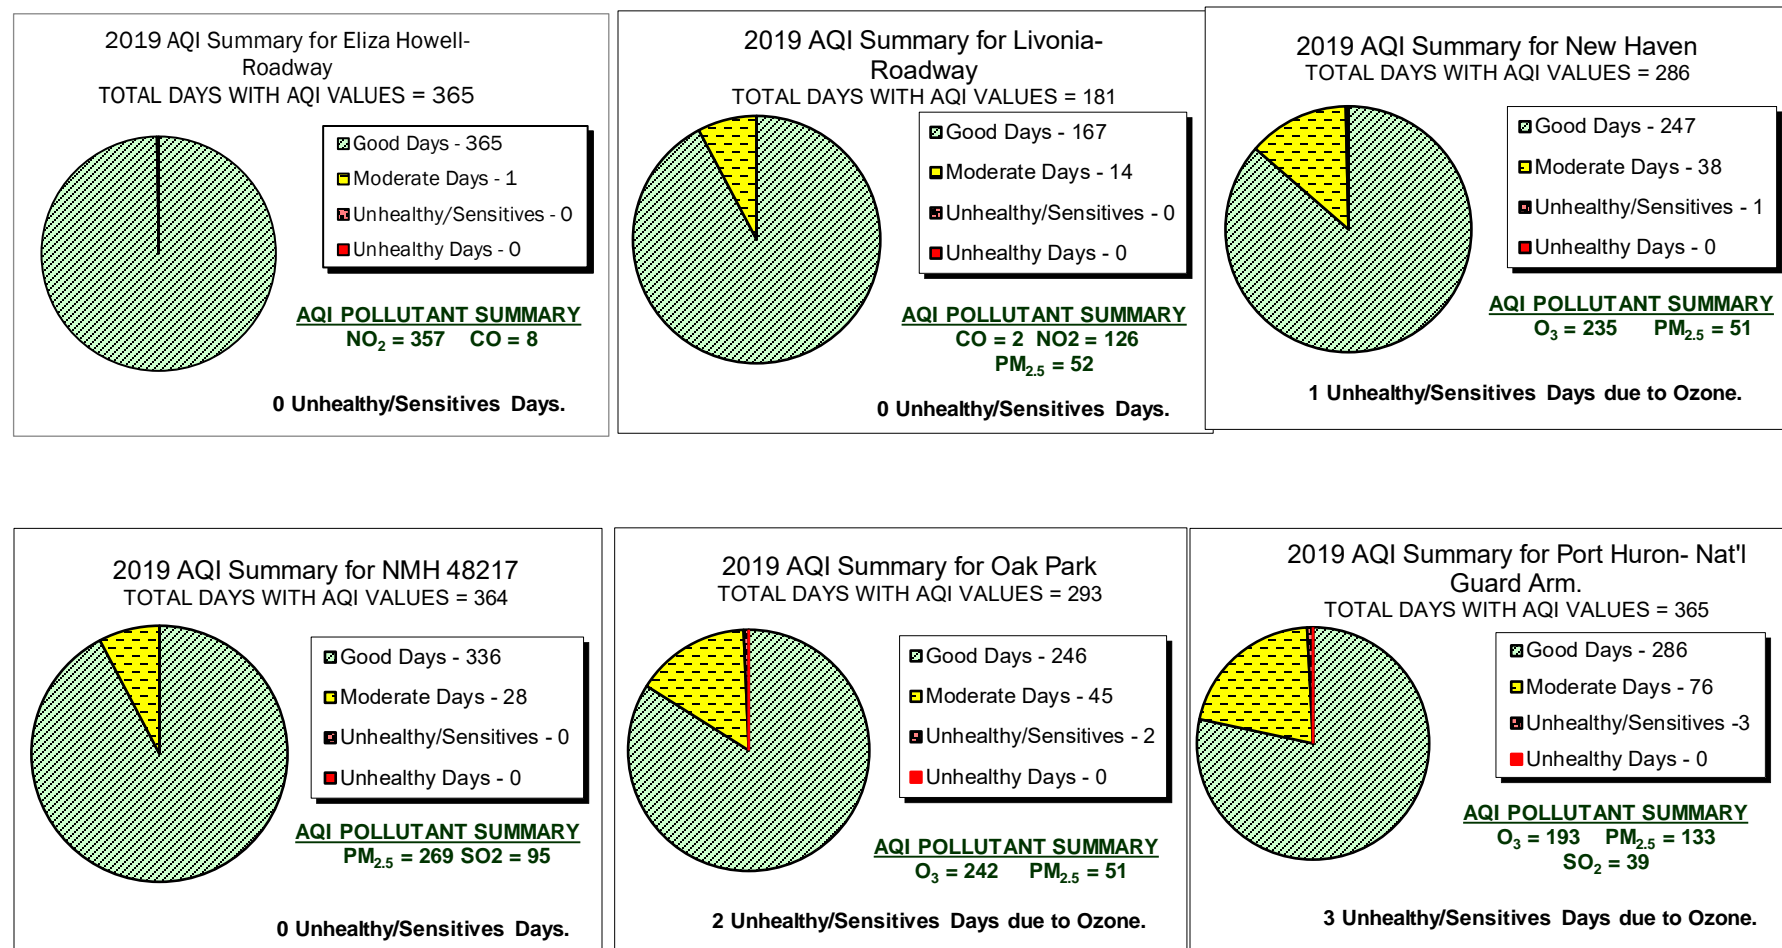 2019 AQI Summary for Eliza Howell-
Roadway
TOTAL DAYS WITH AQI VALUES = 365
Good Days - 365
Moderate Days - 1
Unhealthy/Sensitives - 0
Unhealthy Days - 0
AQI POLLUTANT SUMMARY
NO₂ = 357 CO = 8
0 Unhealthy/Sensitives Days.
2019 AQI Summary for Livonia-
Roadway
TOTAL DAYS WITH AQI VALUES = 181
Good Days - 167
Moderate Days - 14
Unhealthy/Sensitives - 0
Unhealthy Days - 0
AQI POLLUTANT SUMMARY
CO = 2 NO2 = 126
PM₂.₅ = 52
0 Unhealthy/Sensitives Days.
2019 AQI Summary for New Haven
TOTAL DAYS WITH AQI VALUES = 286
Good Days - 247
Moderate Days - 38
Unhealthy/Sensitives - 1
Unhealthy Days - 0
AQI POLLUTANT SUMMARY
O₃ = 235 PM₂.₅ = 51
1 Unhealthy/Sensitives Days due to Ozone.
2019 AQI Summary for NMH 48217
TOTAL DAYS WITH AQI VALUES = 364
Good Days - 336
Moderate Days - 28
Unhealthy/Sensitives - 0
Unhealthy Days - 0
AQI POLLUTANT SUMMARY
PM₂.₅ = 269 SO2 = 95
0 Unhealthy/Sensitives Days.
2019 AQI Summary for Oak Park
TOTAL DAYS WITH AQI VALUES = 293
Good Days - 246
Moderate Days - 45
Unhealthy/Sensitives - 2
Unhealthy Days - 0
AQI POLLUTANT SUMMARY
O₃ = 242 PM₂.₅ = 51
2 Unhealthy/Sensitives Days due to Ozone.
2019 AQI Summary for Port Huron- Nat'l
Guard Arm.
TOTAL DAYS WITH AQI VALUES = 365
Good Days - 286
Moderate Days - 76
Unhealthy/Sensitives -3
Unhealthy Days - 0
AQI POLLUTANT SUMMARY
O₃ = 193 PM₂.₅ = 133
SO₂ = 39
3 Unhealthy/Sensitives Days due to Ozone.